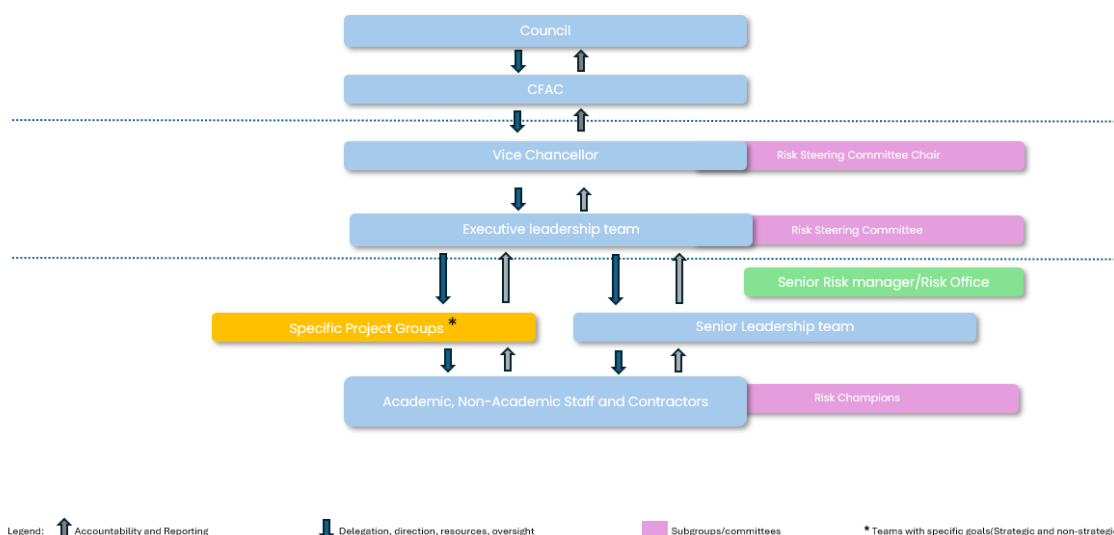 Council
CFAC
Vice Chancellor
Risk Steering Committee Chair
Executive leadership team
Risk Steering Committee
Senior Risk manager/Risk Office
Specific Project Groups *
Senior Leadership team
Academic, Non-Academic Staff and Contractors
Risk Champions
Legend: Accountability and Reporting Delegation, direction, resources, oversight Subgroups/committees * Teams with specific goals(Strategic and non-strategic